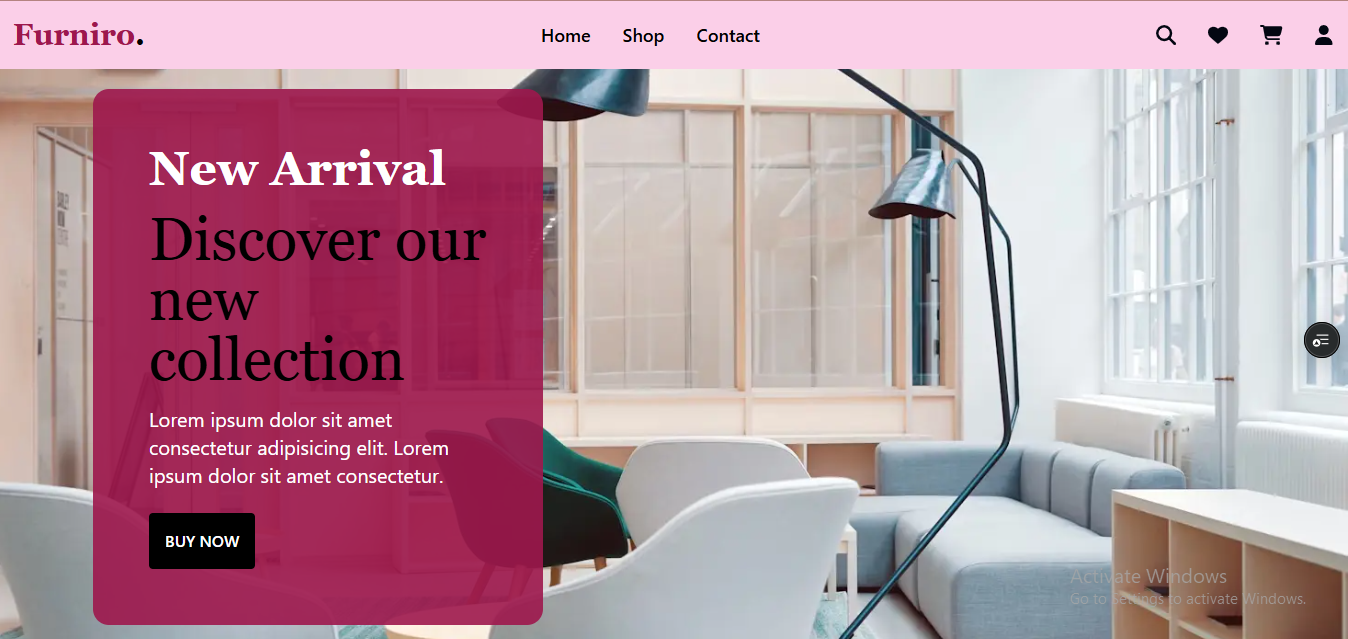 Furniro.
Home Shop Contact
New Arrival
Discover our
new
collection
Lorem ipsum dolor sit amet
consectetur adipisicing elit. Lorem
ipsum dolor sit amet consectetur.
BUY NOW
Activate Windows
Go to Settings to activate Windows.